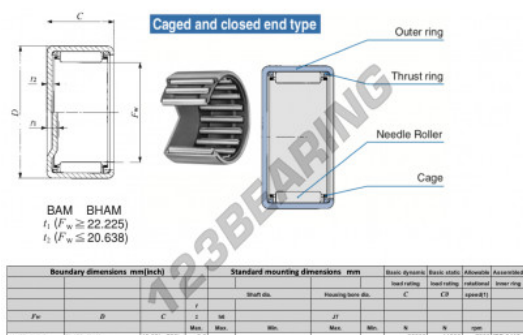 C
Caged and closed end type
Outer ring
Thrust ring
t2
D
Fw
t1
Needle Roller
Cage
BAM BHAM
t1 (Fw ≧ 22.225)
t2 (Fw ≦ 20.638)
123BEARING
Boundary dimensions mm(inch) Standard mounting dimensions mm Basic dynamic Basic static Allowable Assembled
load rating load rating rotational inner ring
Shaft dia. Housing bore dia. C C0 speed(1)
Fw D C J7
Max. Max. Min. Max. Min. N N rpm